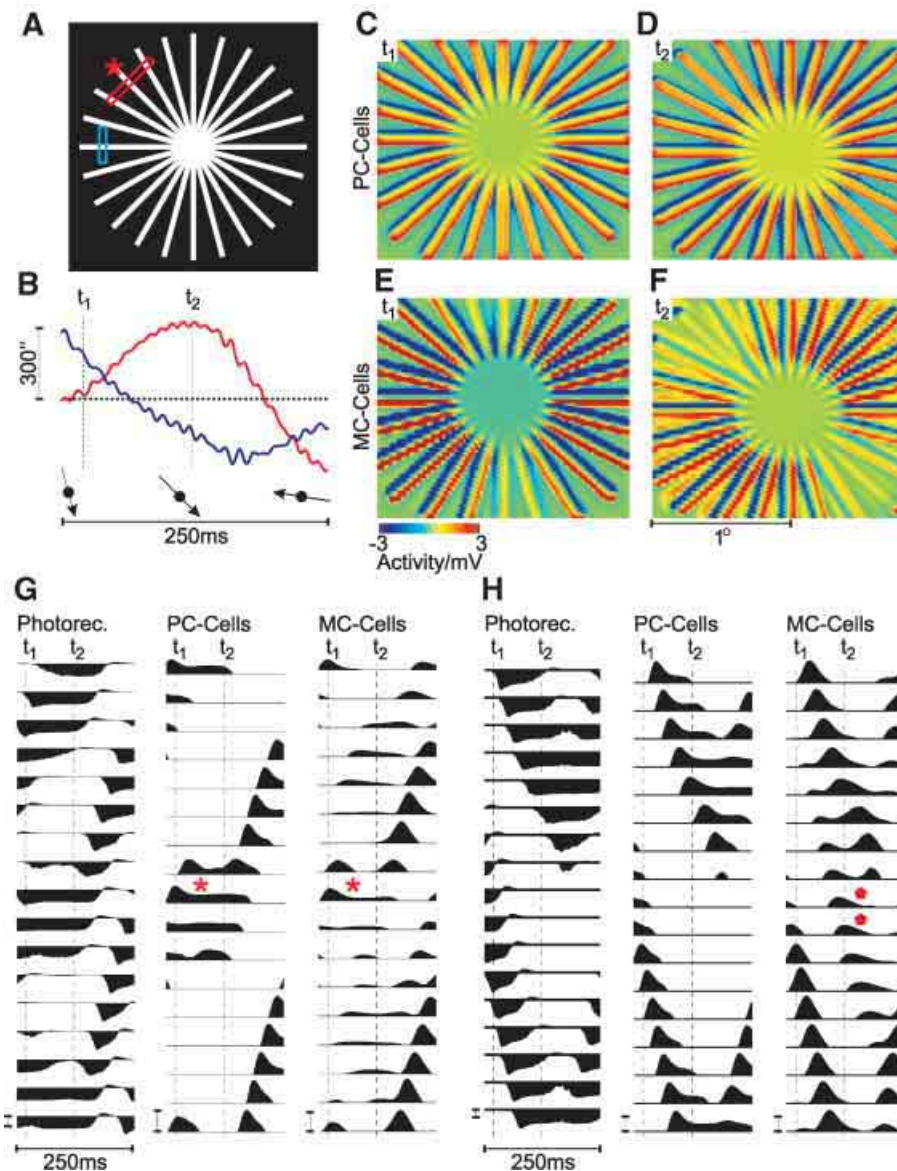 A
C
t1
D
t2
PC-Cells
B
t1
t2
300"
250ms
E
t1
F
t2
MC-Cells
-3
3
Activity/mV
1°
G
H
Photorec.
PC-Cells
MC-Cells
Photorec.
PC-Cells
MC-Cells
t1
t2
t1
t2
t1
t2
t1
t2
t1
t2
t1
t2
250ms
250ms